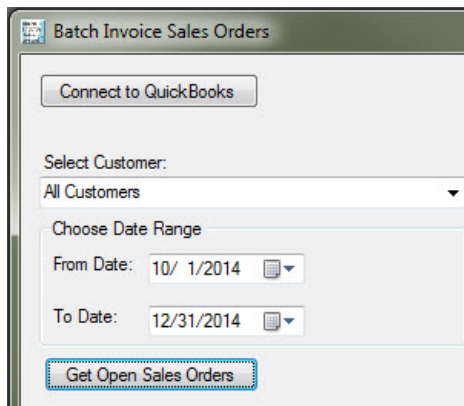 Batch Invoice Sales Orders
Connect to QuickBooks
Select Customer:
All Customers
Choose Date Range
From Date: 10/ 1/2014
To Date: 12/31/2014
Get Open Sales Orders